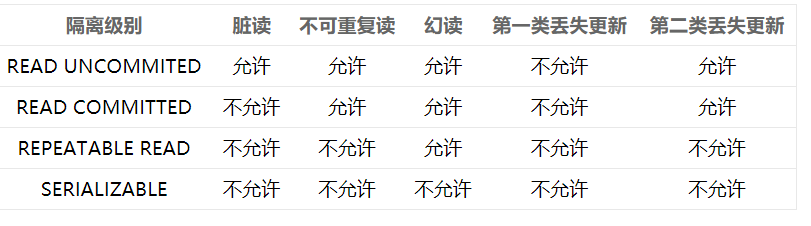 隔离级别 脏读 不可重复读 幻读 第一类丢失更新 第二类丢失更新
READ UNCOMMITED 允许 允许 允许 不允许 允许
READ COMMITTED 不允许 允许 允许 不允许 允许
REPEATABLE READ 不允许 不允许 允许 不允许 不允许
SERIALIZABLE 不允许 不允许 不允许 不允许 不允许